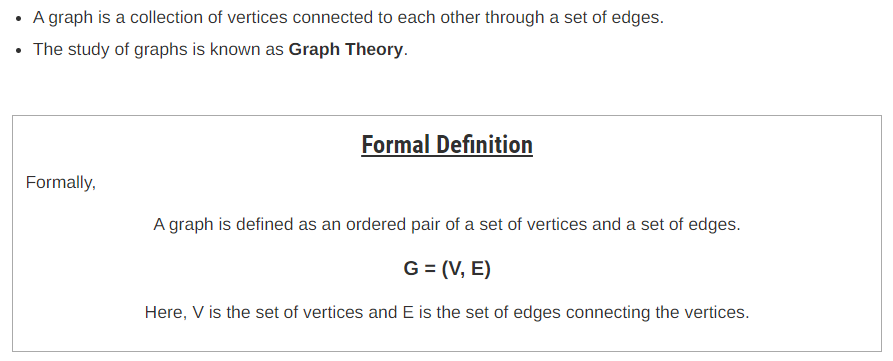 A graph is a collection of vertices connected to each other through a set of edges.
The study of graphs is known as Graph Theory.
Formal Definition
Formally,
A graph is defined as an ordered pair of a set of vertices and a set of edges.
G = (V, E)
Here, V is the set of vertices and E is the set of edges connecting the vertices.